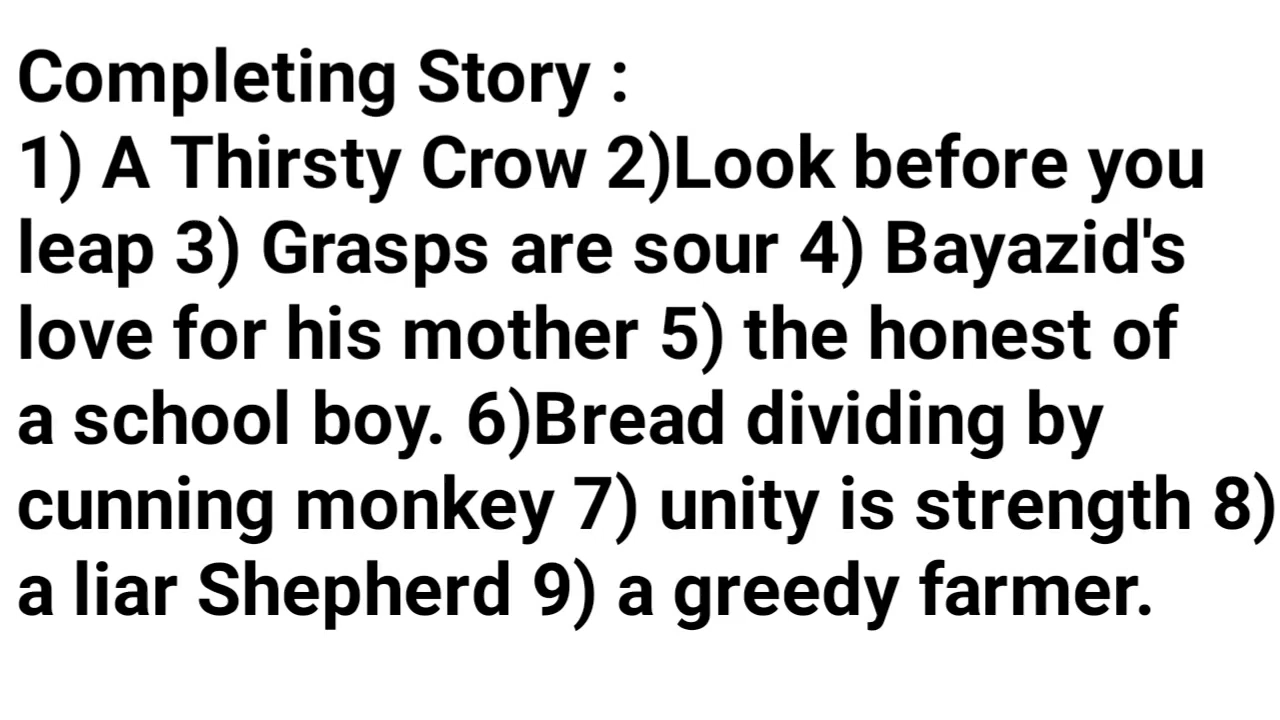 Completing Story :
1) A Thirsty Crow 2)Look before you
leap 3) Grasps are sour 4) Bayazid's
love for his mother 5) the honest of
a school boy. 6)Bread dividing by
cunning monkey 7) unity is strength 8)
a liar Shepherd 9) a greedy farmer.